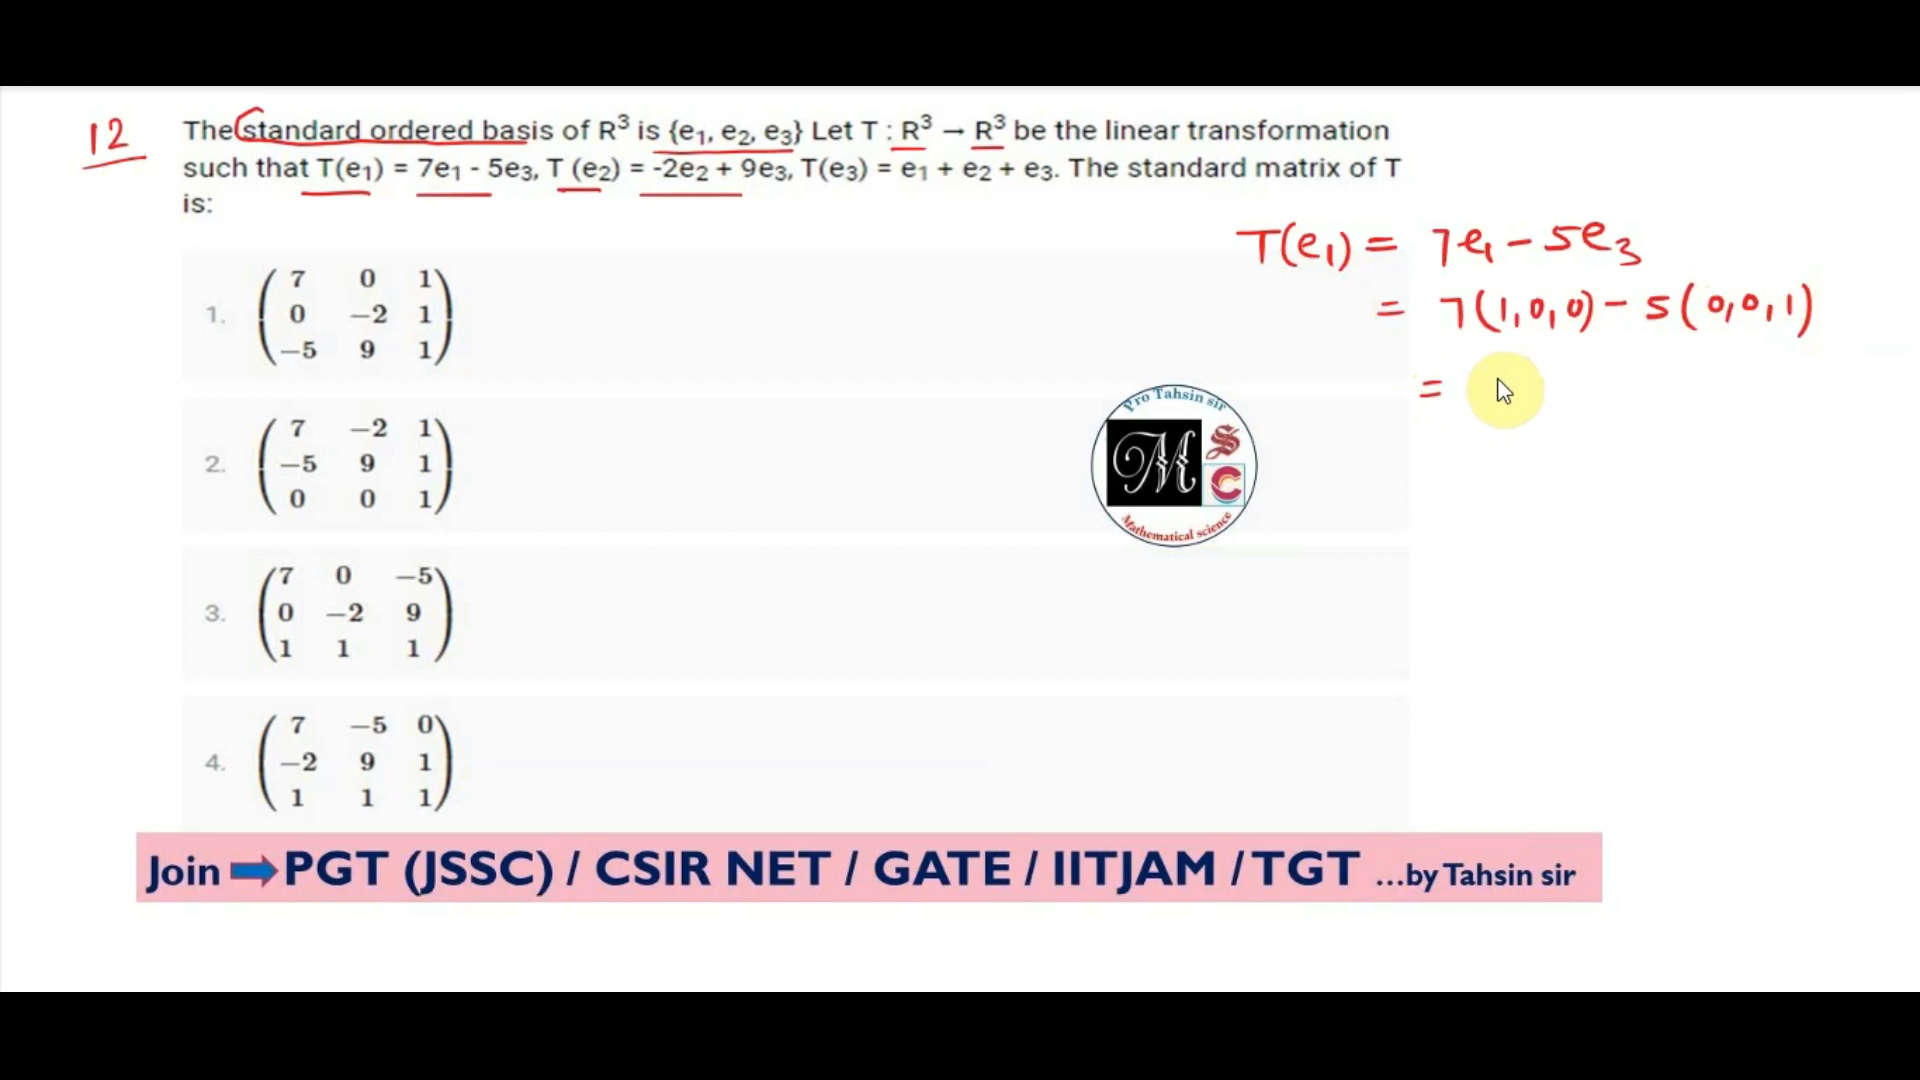 12
The standard ordered basis of R³ is {e₁, e₂, e₃} Let T : R³ → R³ be the linear transformation
such that T(e₁) = 7e₁ - 5e₃, T (e₂) = -2e₂ + 9e₃, T(e₃) = e₁ + e₂ + e₃. The standard matrix of T
is:
T(e₁) = 7e₁ - 5e₃
= 7(1,0,0) - 5(0,0,1)
=
1.
7 0 1
0 −2 1
−5 9 1
2.
7 −2 1
−5 9 1
0 0 1
3.
7 0 −5
0 −2 9
1 1 1
4.
7 −5 0
−2 9 1
1 1 1
Pro Tahsin sir
M S C
Mathematical science
Join ➡ PGT (JSSC) / CSIR NET / GATE / IITJAM / TGT ...by Tahsin sir